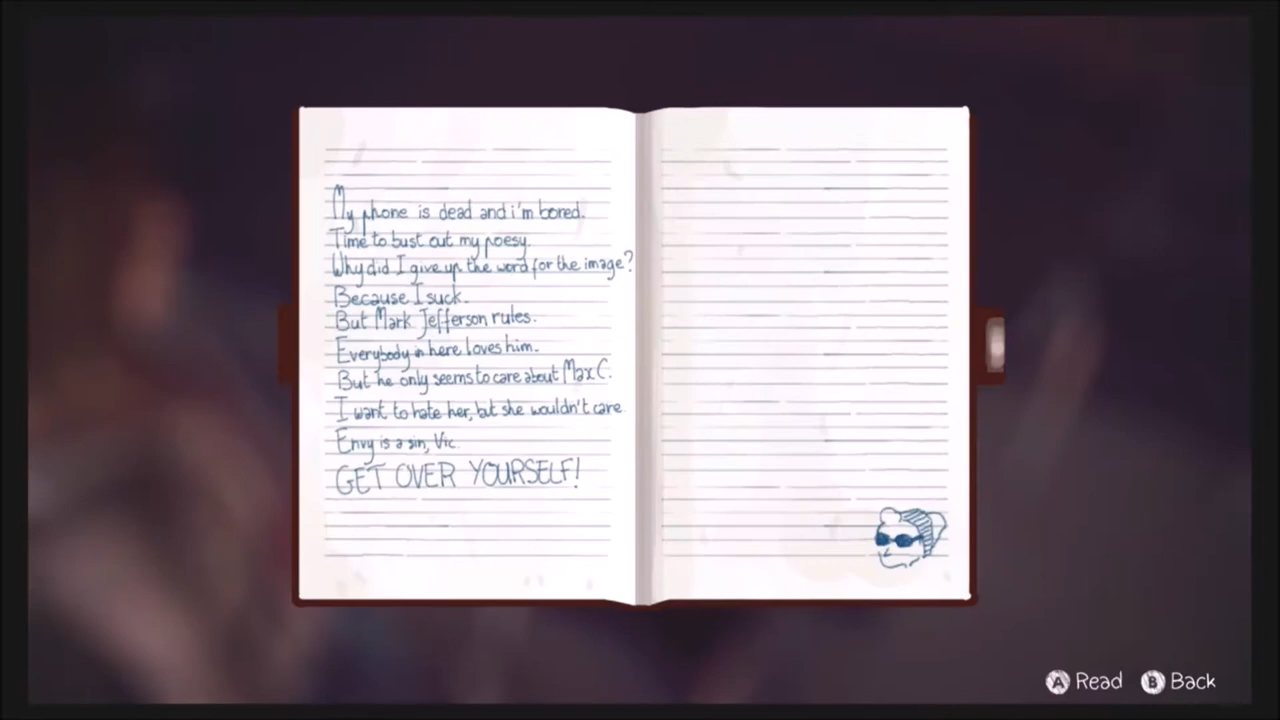 My phone is dead and i'm bored.
Time to bust out my poesy.
Why did I give up the word for the image?
Because I suck.
But Mark Jefferson rules.
Everybody in here loves him.
But he only seems to care about Max C.
I want to hate her, but she wouldn't care.
Envy is a sin, Vic.
GET OVER YOURSELF!
A Read B Back